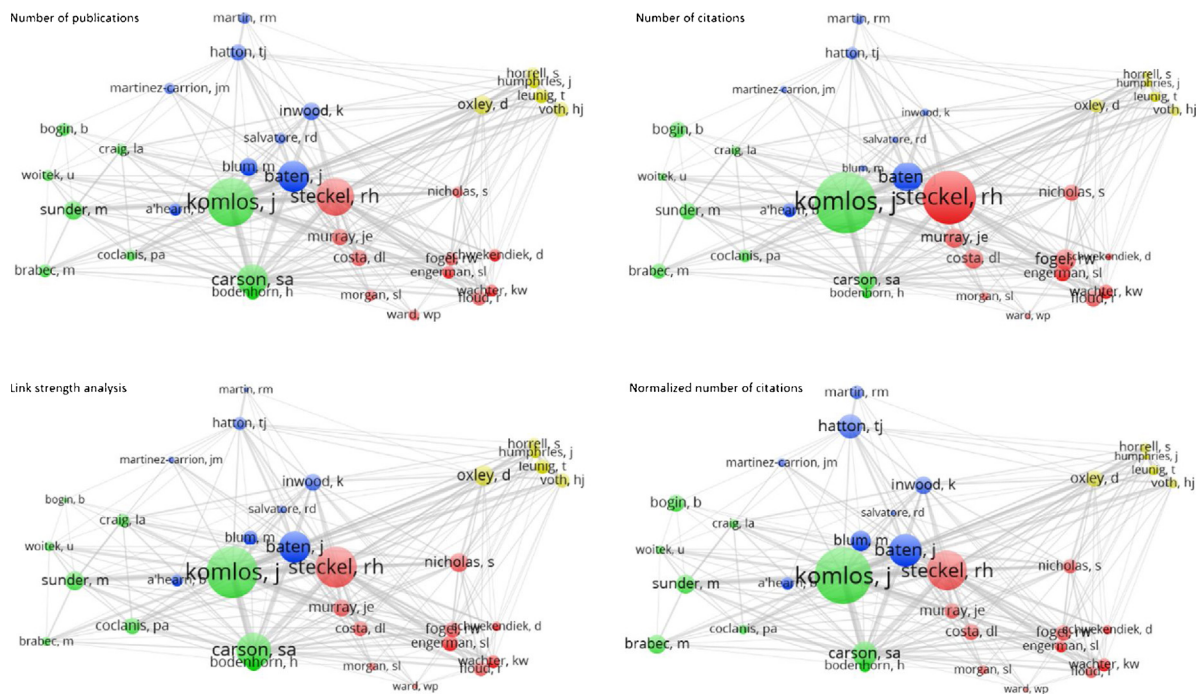 Number of publications
martin, rm
hatton, tj
martinez-carrion, jm
inwood, k
horrell, s
humphries, j
leunig, t
oxley, d
voth, hj
bogin, b
salvatore, rd
craig, la
blum, m
baten, j
woitek, u
nicholas, s
komlos, j
steckel, rh
sunder, m
a'hearn, b
murray, je
coclanis, pa
costa, dl
fogel, rw
schwekendiek, d
brabec, m
engerman, sl
carson, sa
bodenhorn, h
morgan, sl
wachter, kw
floud, r
ward, wp
Number of citations
martin, rm
hatton, tj
martinez-carrion, jm
inwood, k
horrell, s
humphries, j
leunig, t
oxley, d
voth, hj
bogin, b
salvatore, rd
craig, la
blum, m
baten
woitek, u
nicholas, s
komlos, j
steckel, rh
sunder, m
a'hearn, b
murray, je
coclanis, pa
costa, dl
fogel, rw
schwekendiek, d
brabec, m
engerman, sl
carson, sa
bodenhorn, h
morgan, sl
wachter, kw
floud, r
ward, wp
Link strength analysis
martin, rm
hatton, tj
martinez-carrion, jm
inwood, k
horrell, s
humphries, j
leunig, t
oxley, d
voth, hj
bogin, b
salvatore, rd
craig, la
blum, m
baten, j
woitek, u
nicholas, s
komlos, j
steckel, rh
sunder, m
a'hearn, b
murray, je
coclanis, pa
costa, dl
fogel, rw
schwekendiek, d
brabec, m
engerman, sl
carson, sa
bodenhorn, h
morgan, sl
wachter, kw
floud, r
ward, wp
Normalized number of citations
martin, rm
hatton, tj
martinez-carrion, jm
inwood, k
horrell, s
humphries, j
leunig, t
oxley, d
voth, hj
bogin, b
salvatore, rd
craig, la
blum, m
baten, j
woitek, u
nicholas, s
komlos, j
steckel, rh
sunder, m
a'hearn, b
murray, je
coclanis, pa
costa, dl
fogel, rw
schwekendiek, d
brabec, m
engerman, sl
carson, sa
bodenhorn, h
morgan, sl
wachter, kw
floud, r
ward, wp